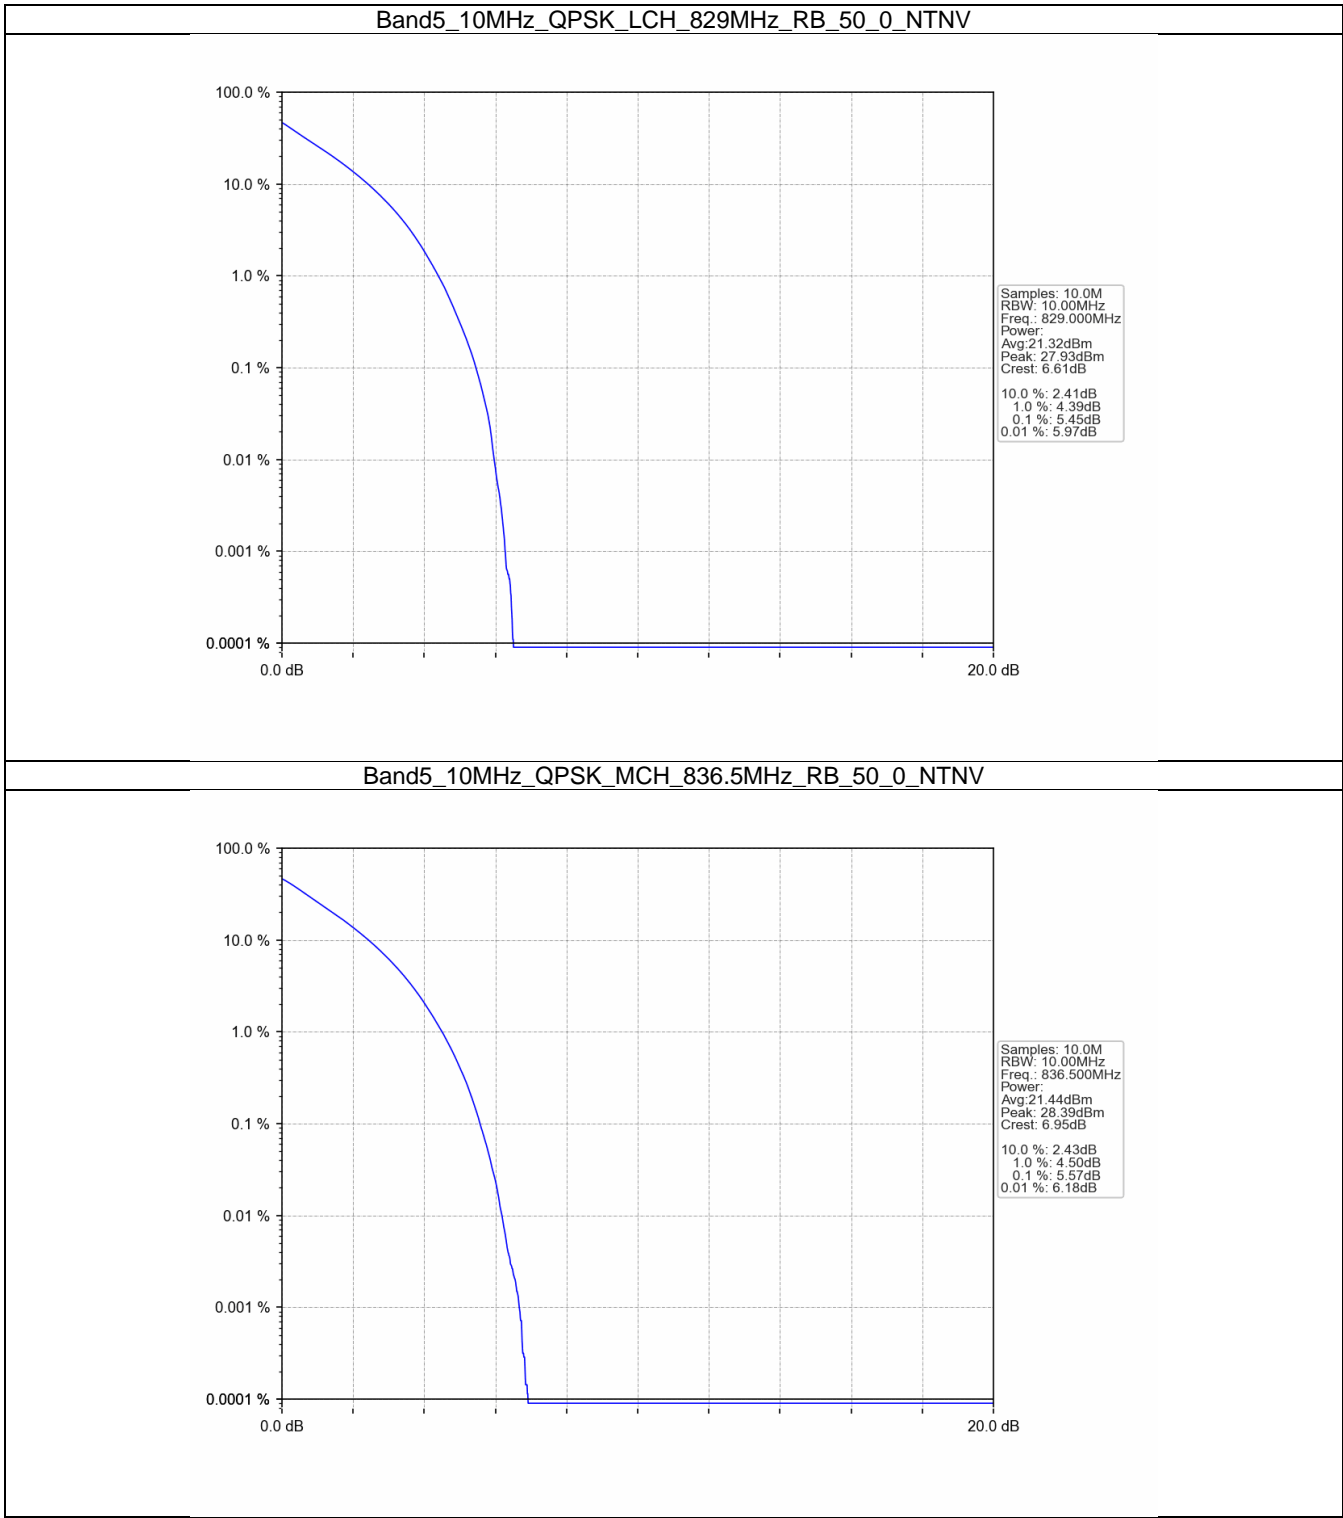 Band5_10MHz_QPSK_LCH_829MHz_RB_50_0_NTNV
100.0 %
10.0 %
1.0 %
0.1 %
0.01 %
0.001 %
0.0001 %
0.0 dB
20.0 dB
Samples: 10.0M
RBW: 10.00MHz
Freq.: 829.000MHz
Power:
Avg:21.32dBm
Peak: 27.93dBm
Crest: 6.61dB
10.0 %: 2.41dB
1.0 %: 4.39dB
0.1 %: 5.45dB
0.01 %: 5.97dB
Band5_10MHz_QPSK_MCH_836.5MHz_RB_50_0_NTNV
100.0 %
10.0 %
1.0 %
0.1 %
0.01 %
0.001 %
0.0001 %
0.0 dB
20.0 dB
Samples: 10.0M
RBW: 10.00MHz
Freq.: 836.500MHz
Power:
Avg:21.44dBm
Peak: 28.39dBm
Crest: 6.95dB
10.0 %: 2.43dB
1.0 %: 4.50dB
0.1 %: 5.57dB
0.01 %: 6.18dB